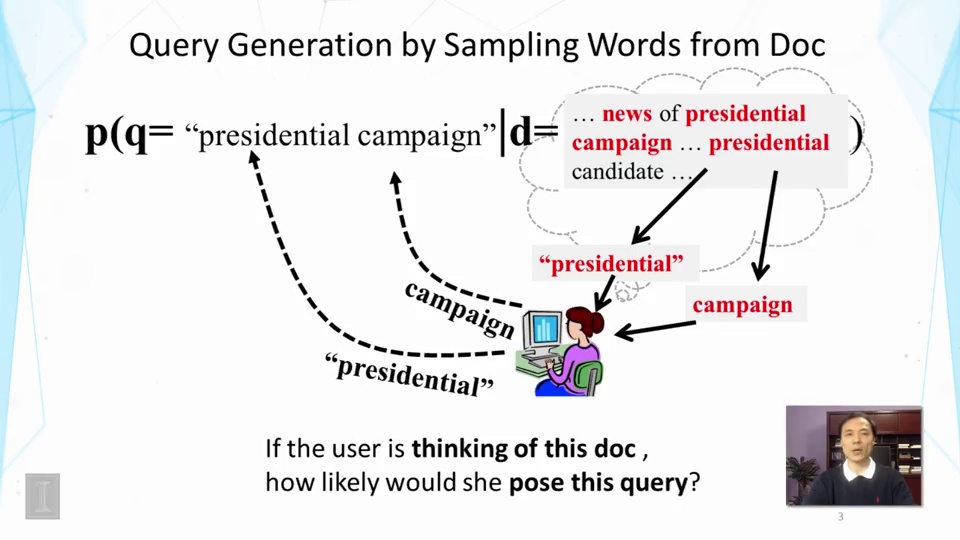 Query Generation by Sampling Words from Doc
p(q= “presidential campaign”|d=
… news of presidential
campaign … presidential
candidate …
)
“presidential”
campaign
campaign
“presidential”
If the user is thinking of this doc ,
how likely would she pose this query?
I
3